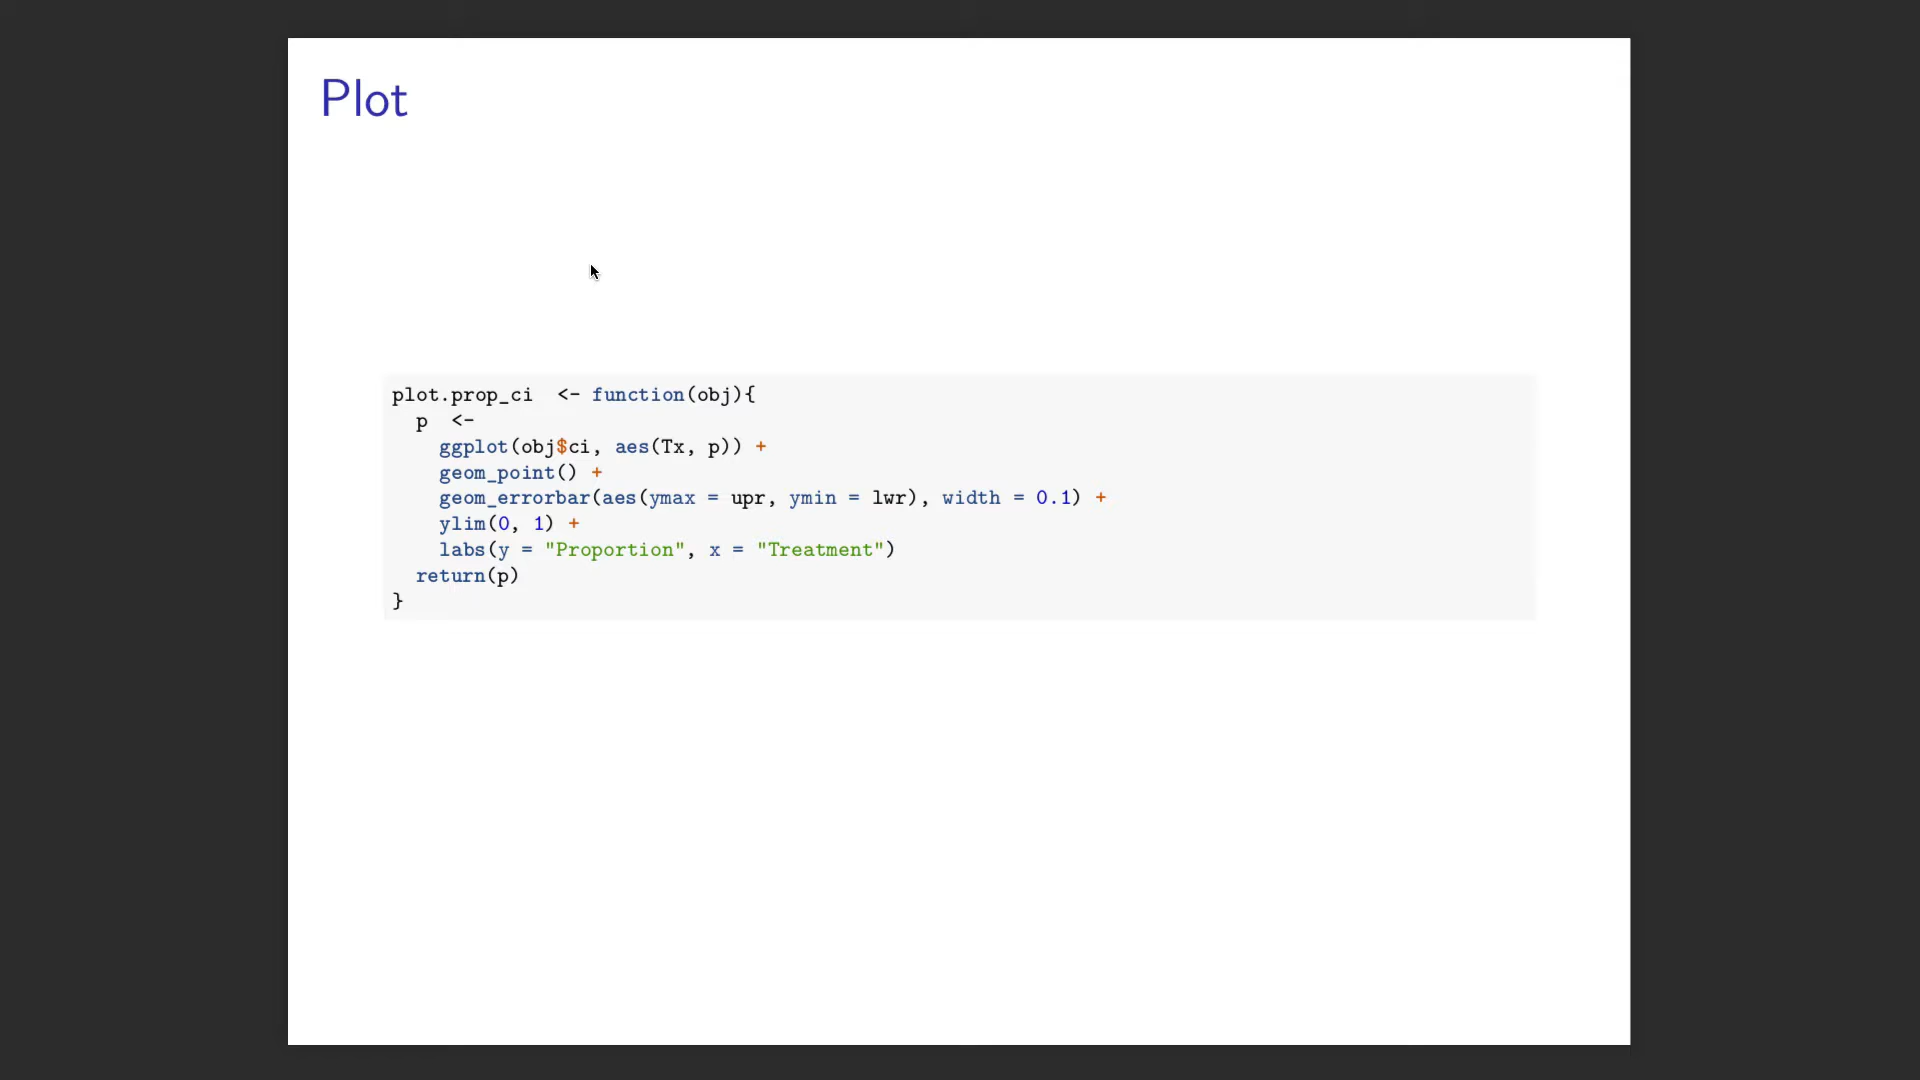 Plot
plot.prop_ci  <- function(obj){
  p  <-
    ggplot(obj$ci, aes(Tx, p)) +
    geom_point() +
    geom_errorbar(aes(ymax = upr, ymin = lwr), width = 0.1) +
    ylim(0, 1) +
    labs(y = "Proportion", x = "Treatment")
  return(p)
}